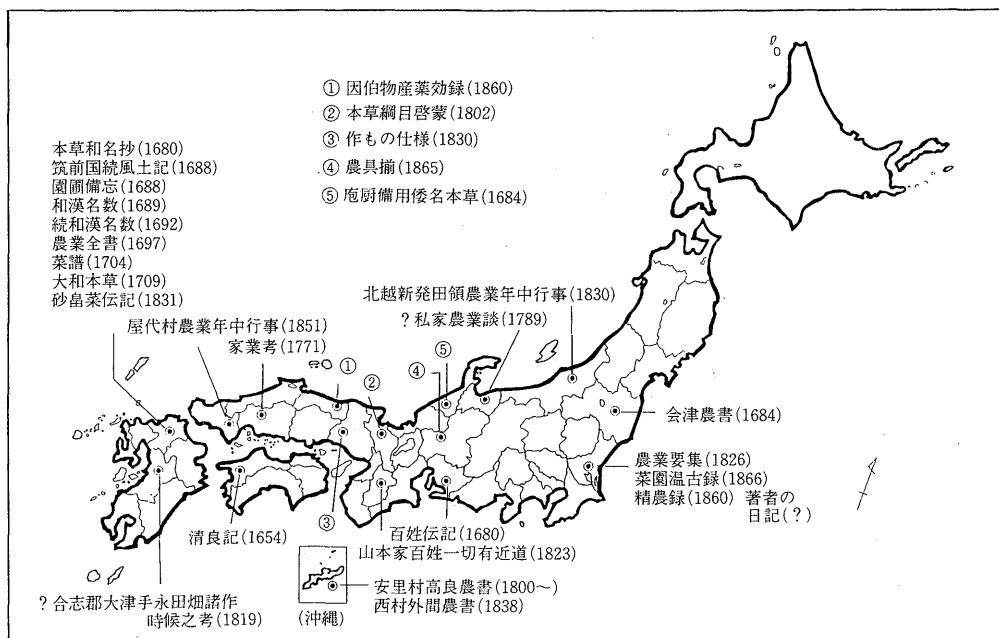 ① 因伯物産薬効録(1860)
② 本草綱目啓蒙(1802)
③ 作もの仕様(1830)
④ 農具揃(1865)
⑤ 庖厨備用倭名本草(1684)
本草和名抄(1680)
筑前国続風土記(1688)
園圃備忘(1688)
和漢名数(1689)
続和漢名数(1692)
農業全書(1697)
菜譜(1704)
大和本草(1709)
砂畠菜伝記(1831)
北越新発田領農業年中行事(1830)
?私家農業談(1789)
屋代村農業年中行事(1851)
家業考(1771)
①
②
④
⑤
会津農書(1684)
農業要集(1826)
菜園温古録(1866)
精農録(1860) 著者の
日記(?)
③
清良記(1654)
百姓伝記(1680)
山本家百姓一切有近道(1823)
安里村高良農書(1800～)
西村外間農書(1838)
(沖縄)
?合志郡大津手永田畑諸作
時候之考(1819)